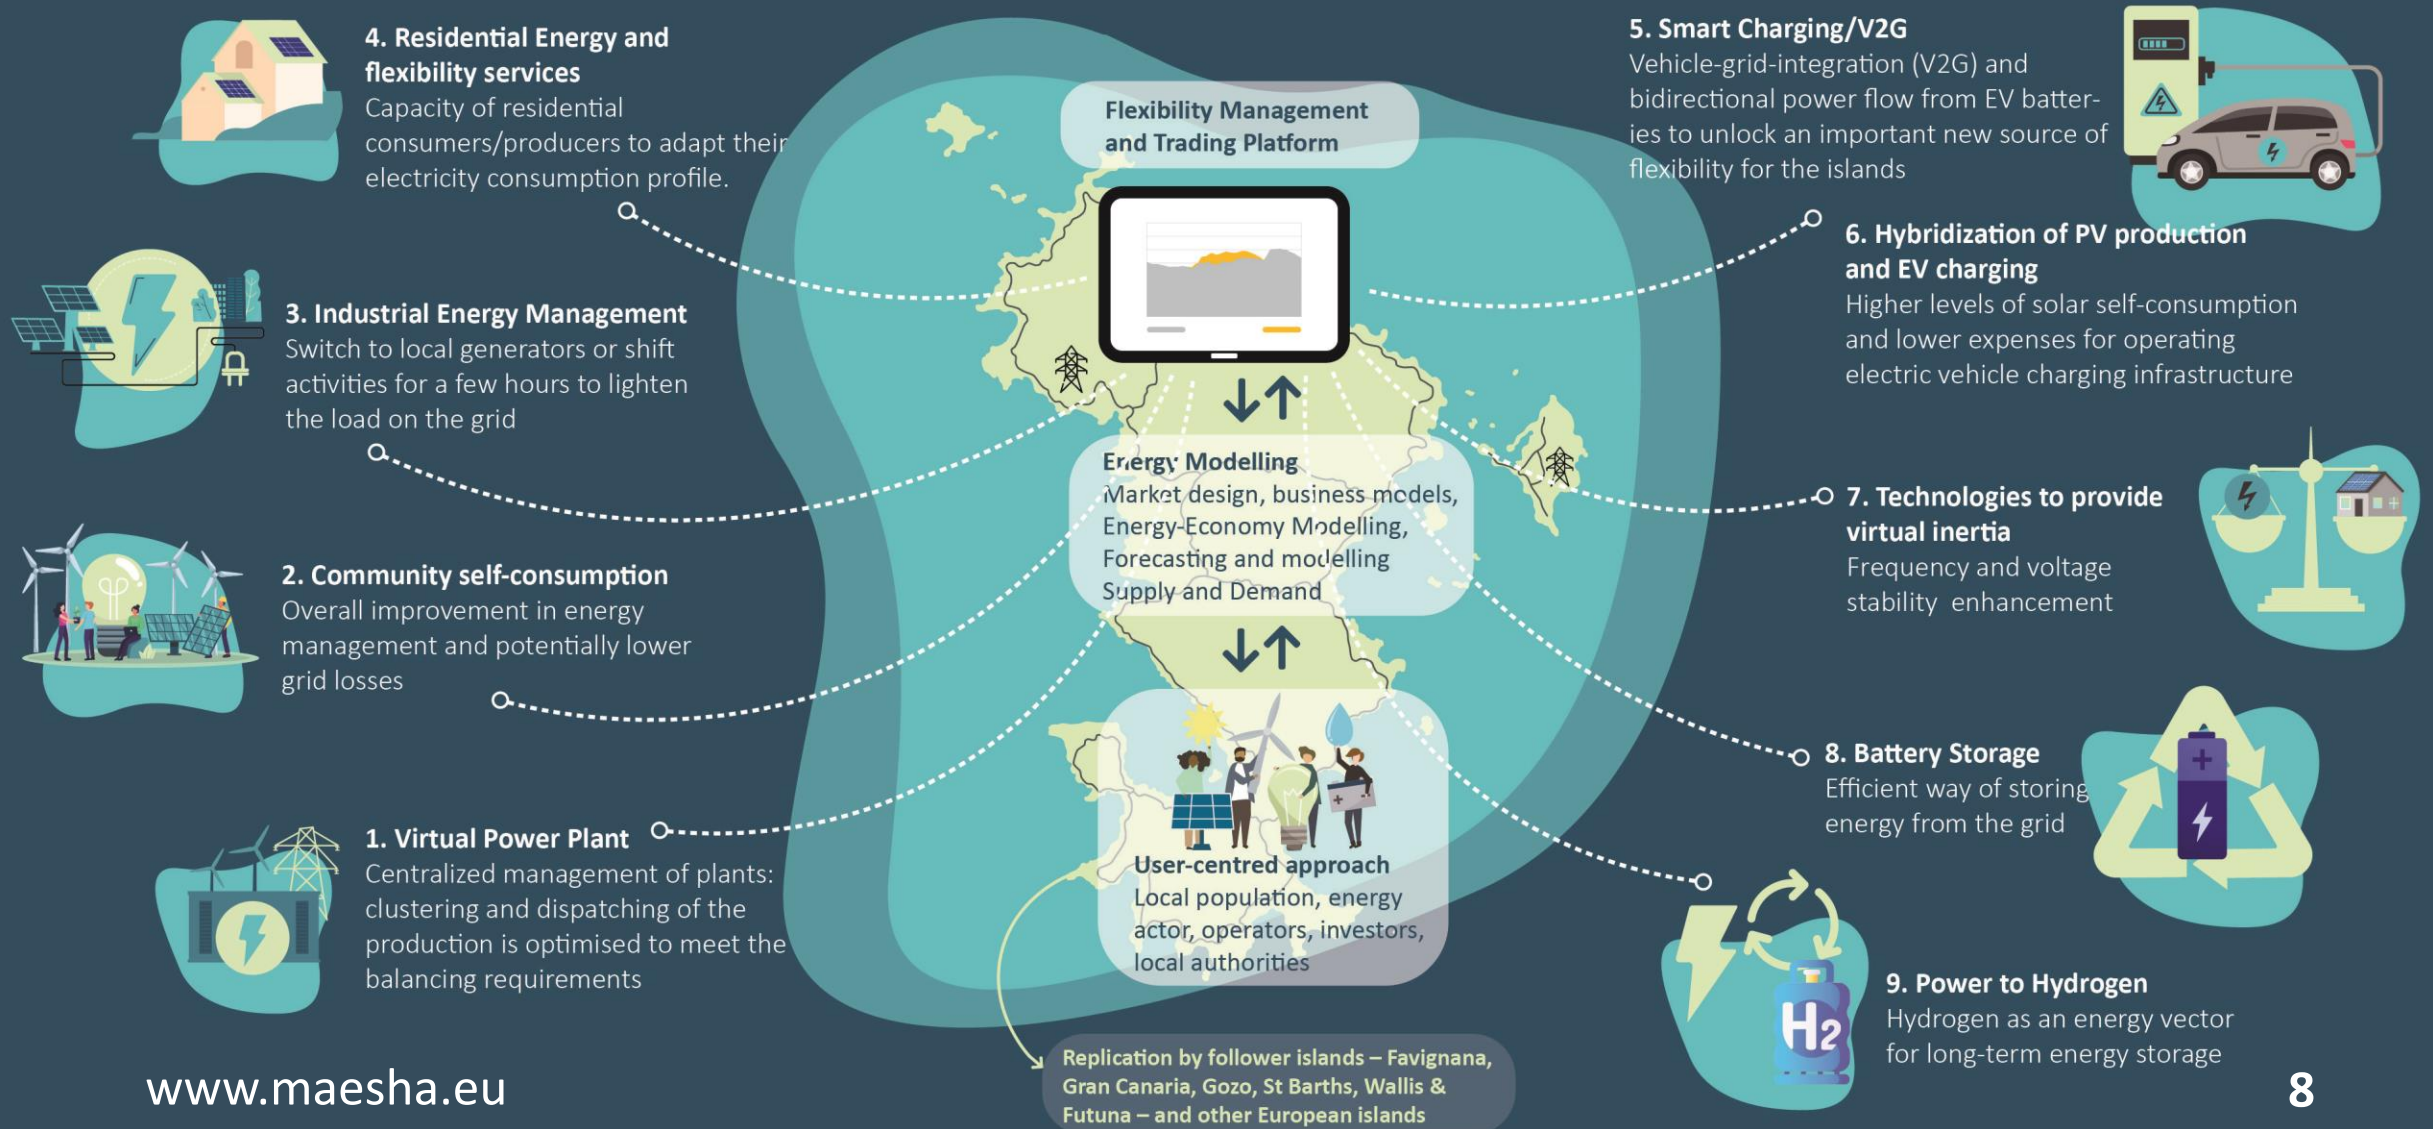 4. Residential Energy and
flexibility services
Capacity of residential
consumers/producers to adapt their
electricity consumption profile.
3. Industrial Energy Management
Switch to local generators or shift
activities for a few hours to lighten
the load on the grid
2. Community self-consumption
Overall improvement in energy
management and potentially lower
grid losses
1. Virtual Power Plant
Centralized management of plants:
clustering and dispatching of the
production is optimised to meet the
balancing requirements
Flexibility Management
and Trading Platform
Energy Modelling
Market design, business models,
Energy-Economy Modelling,
Forecasting and modelling
Supply and Demand
User-centred approach
Local population, energy
actor, operators, investors,
local authorities
Replication by follower islands – Favignana,
Gran Canaria, Gozo, St Barths, Wallis &
Futuna – and other European islands
5. Smart Charging/V2G
Vehicle-grid-integration (V2G) and
bidirectional power flow from EV batter-
ies to unlock an important new source of
flexibility for the islands
6. Hybridization of PV production
and EV charging
Higher levels of solar self-consumption
and lower expenses for operating
electric vehicle charging infrastructure
7. Technologies to provide
virtual inertia
Frequency and voltage
stability enhancement
8. Battery Storage
Efficient way of storing
energy from the grid
9. Power to Hydrogen
Hydrogen as an energy vector
for long-term energy storage
H2
www.maesha.eu
8